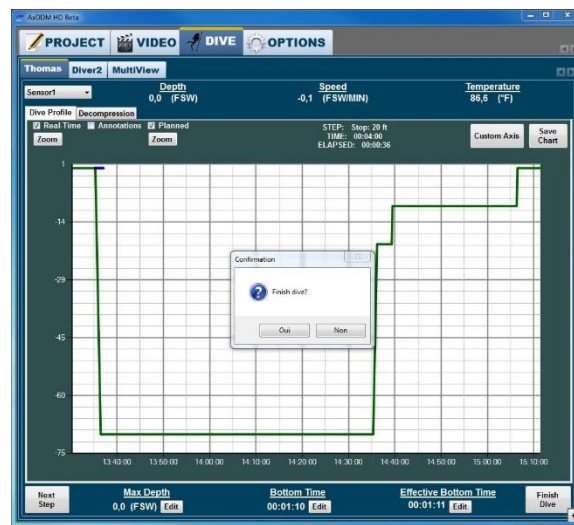 AxODM HD Beta
PROJECT VIDEO DIVE OPTIONS
Thomas Diver2 MultiView
Sensor1 Depth Speed Temperature
0,0 (FSW) -0,1 (FSW/MIN) 86,6 (°F)
Dive Profile Decompression
Real Time Annotations Planned STEP: Stop: 20 ft
Zoom Zoom TIME: 00:04:00 Custom Axis Save Chart
ELAPSED: 00:00:36
1
-14
Confirmation
-29 Finish dive?
Oui Non
-45
-60
-75
13:40:00 13:50:00 14:00:00 14:10:00 14:20:00 14:30:00 14:40:00 14:50:00 15:00:00 15:10:00
Next Step Max Depth Bottom Time Effective Bottom Time Finish Dive
0,0 (FSW) Edit 00:01:10 Edit 00:01:11 Edit